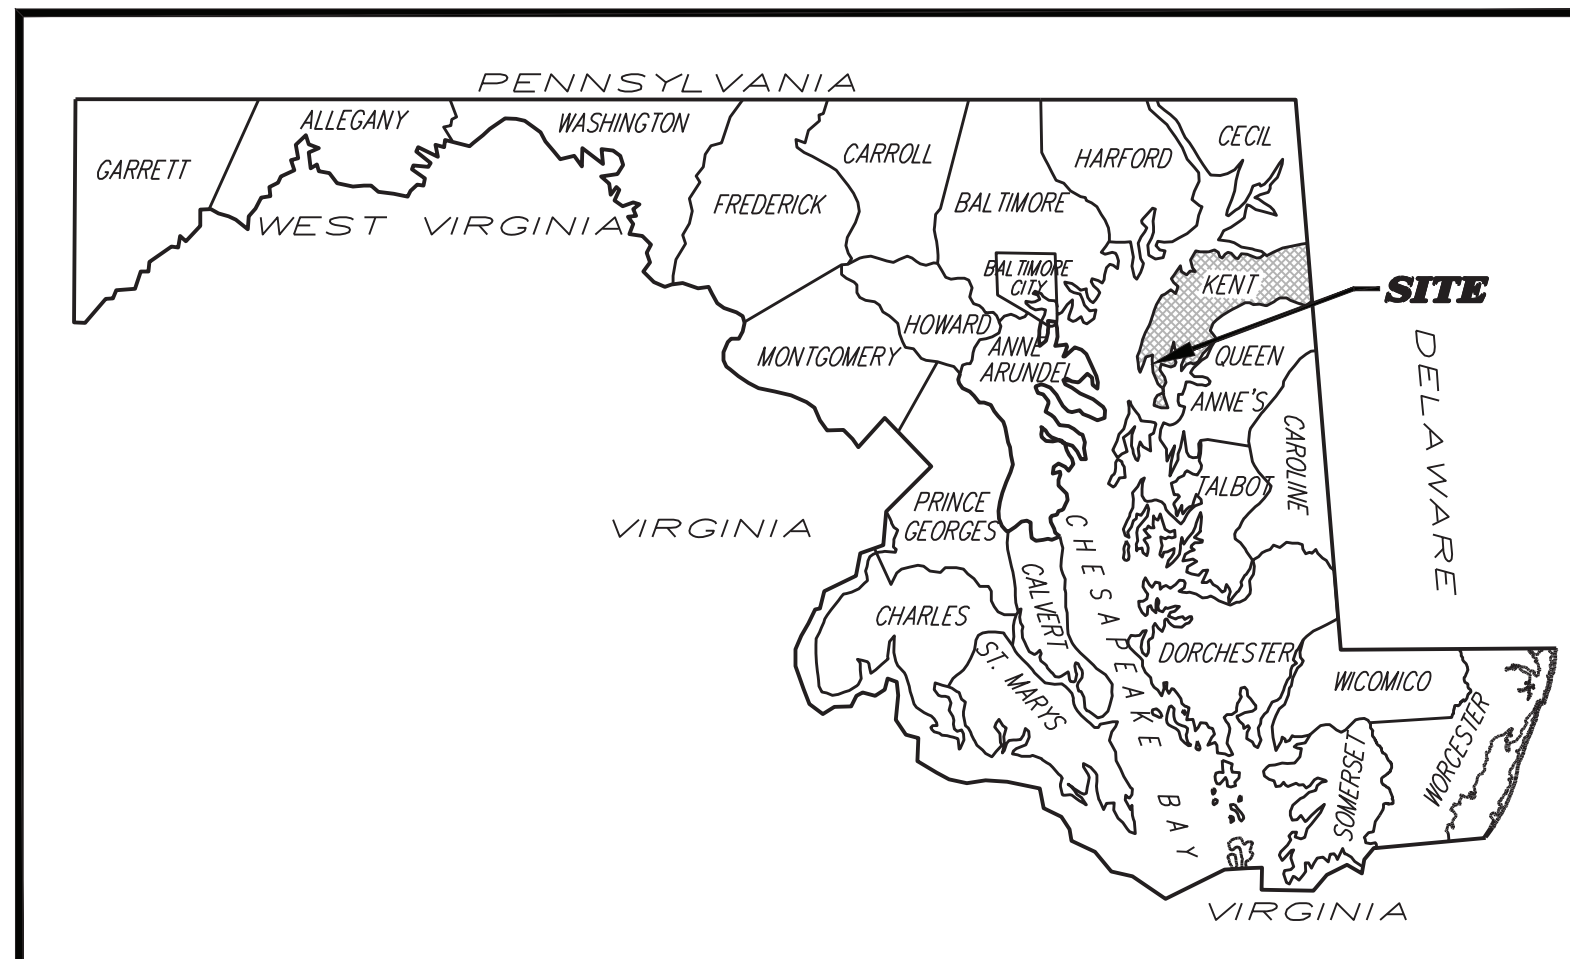 PENNSYLVANIA
GARRETT
ALLEGANY
WASHINGTON
FREDERICK
CARROLL
BALTIMORE
HARFORD
CECIL
WEST VIRGINIA
BALTIMORE
CITY
KENT
SITE
HOWARD
MONTGOMERY
ANNE
ARUNDEL
QUEEN
ANNE'S
DELAWARE
CAROLINE
TALBOT
VIRGINIA
PRINCE
GEORGES
CHESAPEAKE BAY
CALVERT
CHARLES
ST. MARYS
DORCHESTER
WICOMICO
WORCESTER
SOMERSET
VIRGINIA